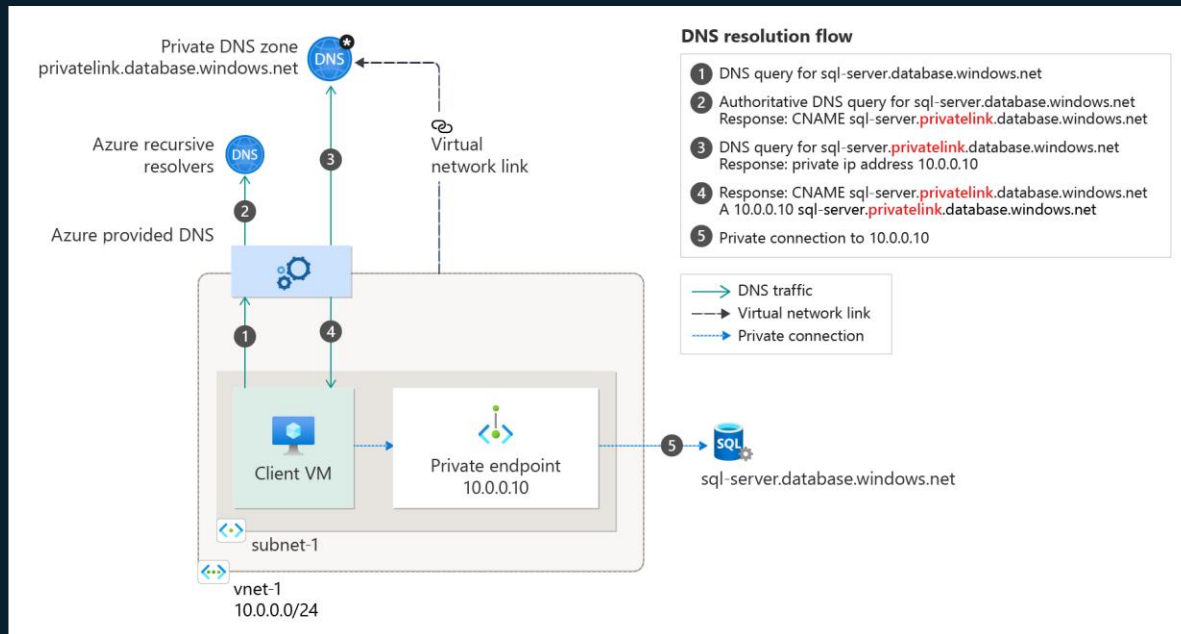 Private DNS zone
privatelink.database.windows.net
DNS
*
Azure recursive
resolvers
DNS
3
Virtual
network link
2
Azure provided DNS
1
4
Client VM
Private endpoint
10.0.0.10
5
SQL
sql-server.database.windows.net
subnet-1
vnet-1
10.0.0.0/24
DNS resolution flow
1 DNS query for sql-server.database.windows.net
2 Authoritative DNS query for sql-server.database.windows.net
Response: CNAME sql-server.privatelink.database.windows.net
3 DNS query for sql-server.privatelink.database.windows.net
Response: private ip address 10.0.0.10
4 Response: CNAME sql-server.privatelink.database.windows.net
A 10.0.0.10 sql-server.privatelink.database.windows.net
5 Private connection to 10.0.0.10
DNS traffic
Virtual network link
Private connection